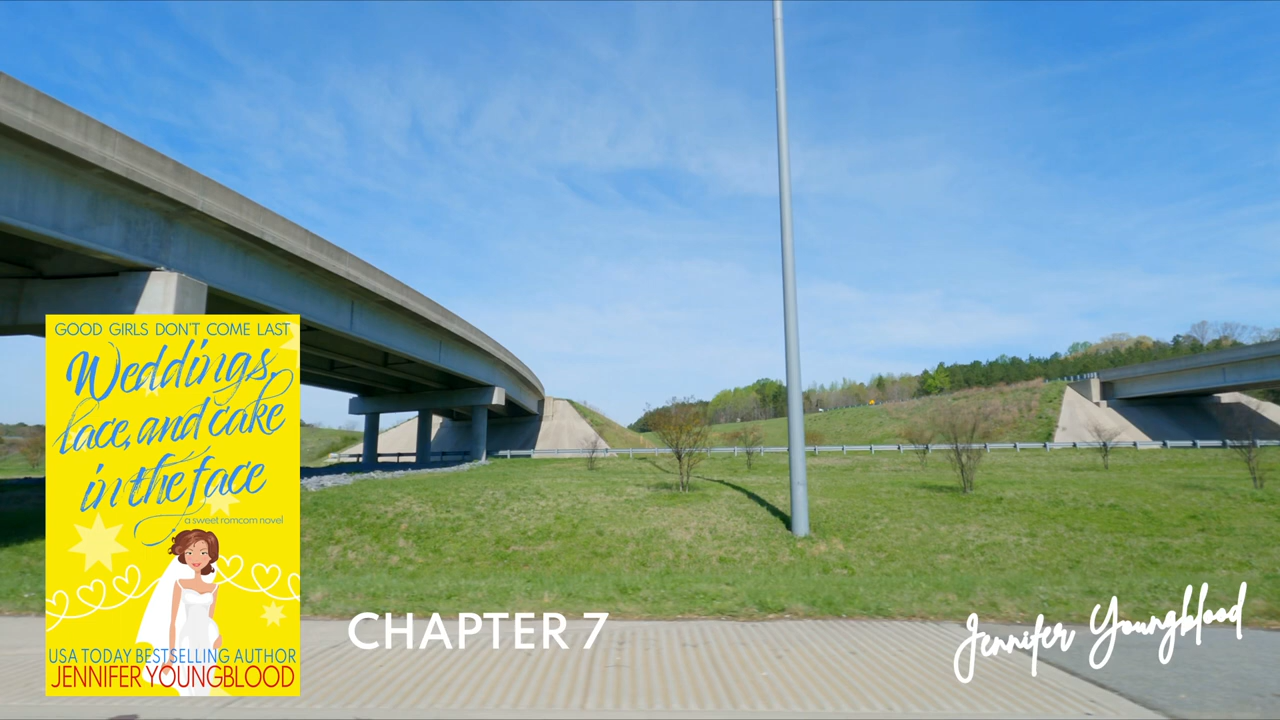 GOOD GIRLS DON'T COME LAST
Weddings,
lace, and cake
in the face
a sweet romcom novel
USA TODAY BESTSELLING AUTHOR
JENNIFER YOUNGBLOOD
CHAPTER 7
Jennifer Youngblood